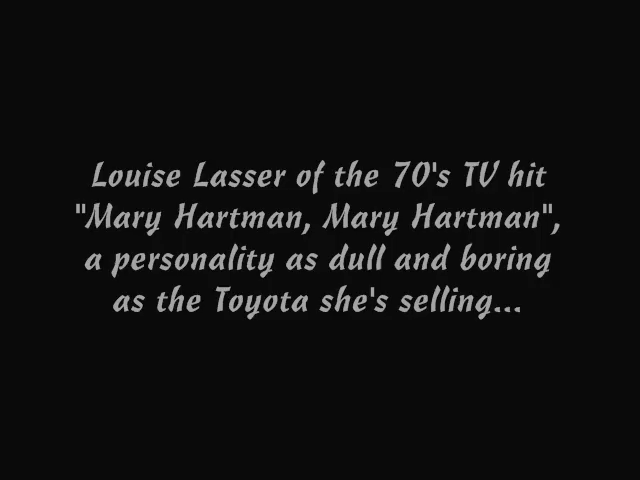 Louise Lasser of the 70's TV hit
"Mary Hartman, Mary Hartman",
a personality as dull and boring
as the Toyota she's selling...